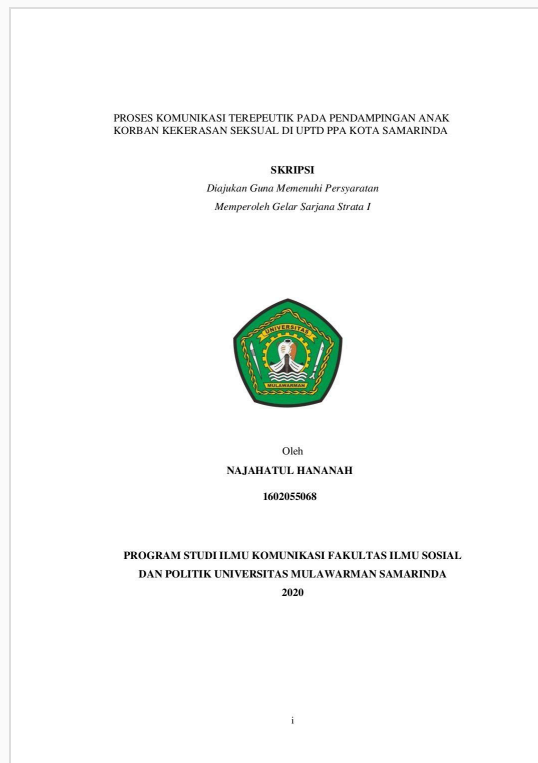 PROSES KOMUNIKASI TEREPEUTIK PADA PENDAMPINGAN ANAK
KORBAN KEKERASAN SEKSUAL DI UPTD PPA KOTA SAMARINDA
SKRIPSI
Diajukan Guna Memenuhi Persyaratan
Memperoleh Gelar Sarjana Strata I
UNIVERSITAS
MULAWARMAN
Oleh
NAJAHATUL HANANAH
1602055068
PROGRAM STUDI ILMU KOMUNIKASI FAKULTAS ILMU SOSIAL
DAN POLITIK UNIVERSITAS MULAWARMAN SAMARINDA
2020
i